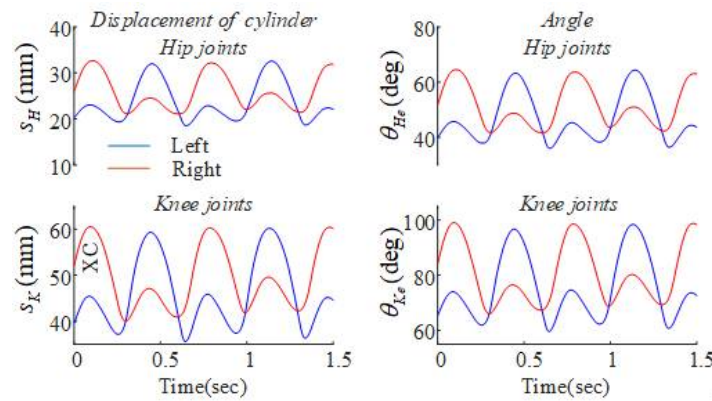 Displacement of cylinder
Hip joints
40
30
20
10
s_H (mm)
Left
Right
Angle
Hip joints
80
60
40
θ_He (deg)
Knee joints
60
50
40
s_K (mm)
XC
0
0.5
1
1.5
Time(sec)
Knee joints
100
80
60
θ_Ke (deg)
0
0.5
1
1.5
Time(sec)